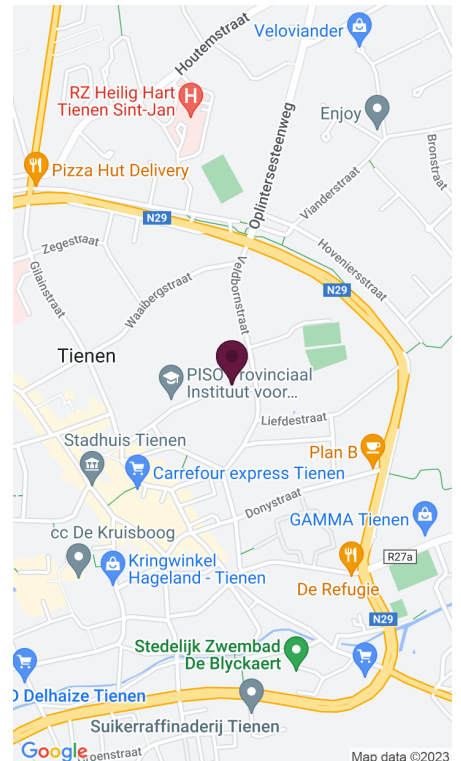 Veloviander
Houtemstraat
RZ Heilig Hart
Tienen Sint-Jan
H
Enjoy
Bronstraat
Oplintersesteenweg
Pizza Hut Delivery
Vianderstraat
N29
Zegestraat
Hoveniersstraat
Gilainstraat
Veldbornstraat
N29
Waaibergstraat
Tienen
PISO Provinciaal
Instituut voor...
Liefdestraat
Stadhuis Tienen
Plan B
Carrefour express Tienen
Donystraat
GAMMA Tienen
cc De Kruisboog
R27a
Kringwinkel
Hageland - Tienen
De Refugie
N29
Stedelijk Zwembad
De Blyckaert
Delhaize Tienen
Suikerraffinaderij Tienen
Google
roenstraat
Map data ©2023